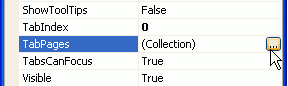 ShowToolTips False
TabIndex 0
TabPages (Collection) ...
TabsCanFocus True
Visible True